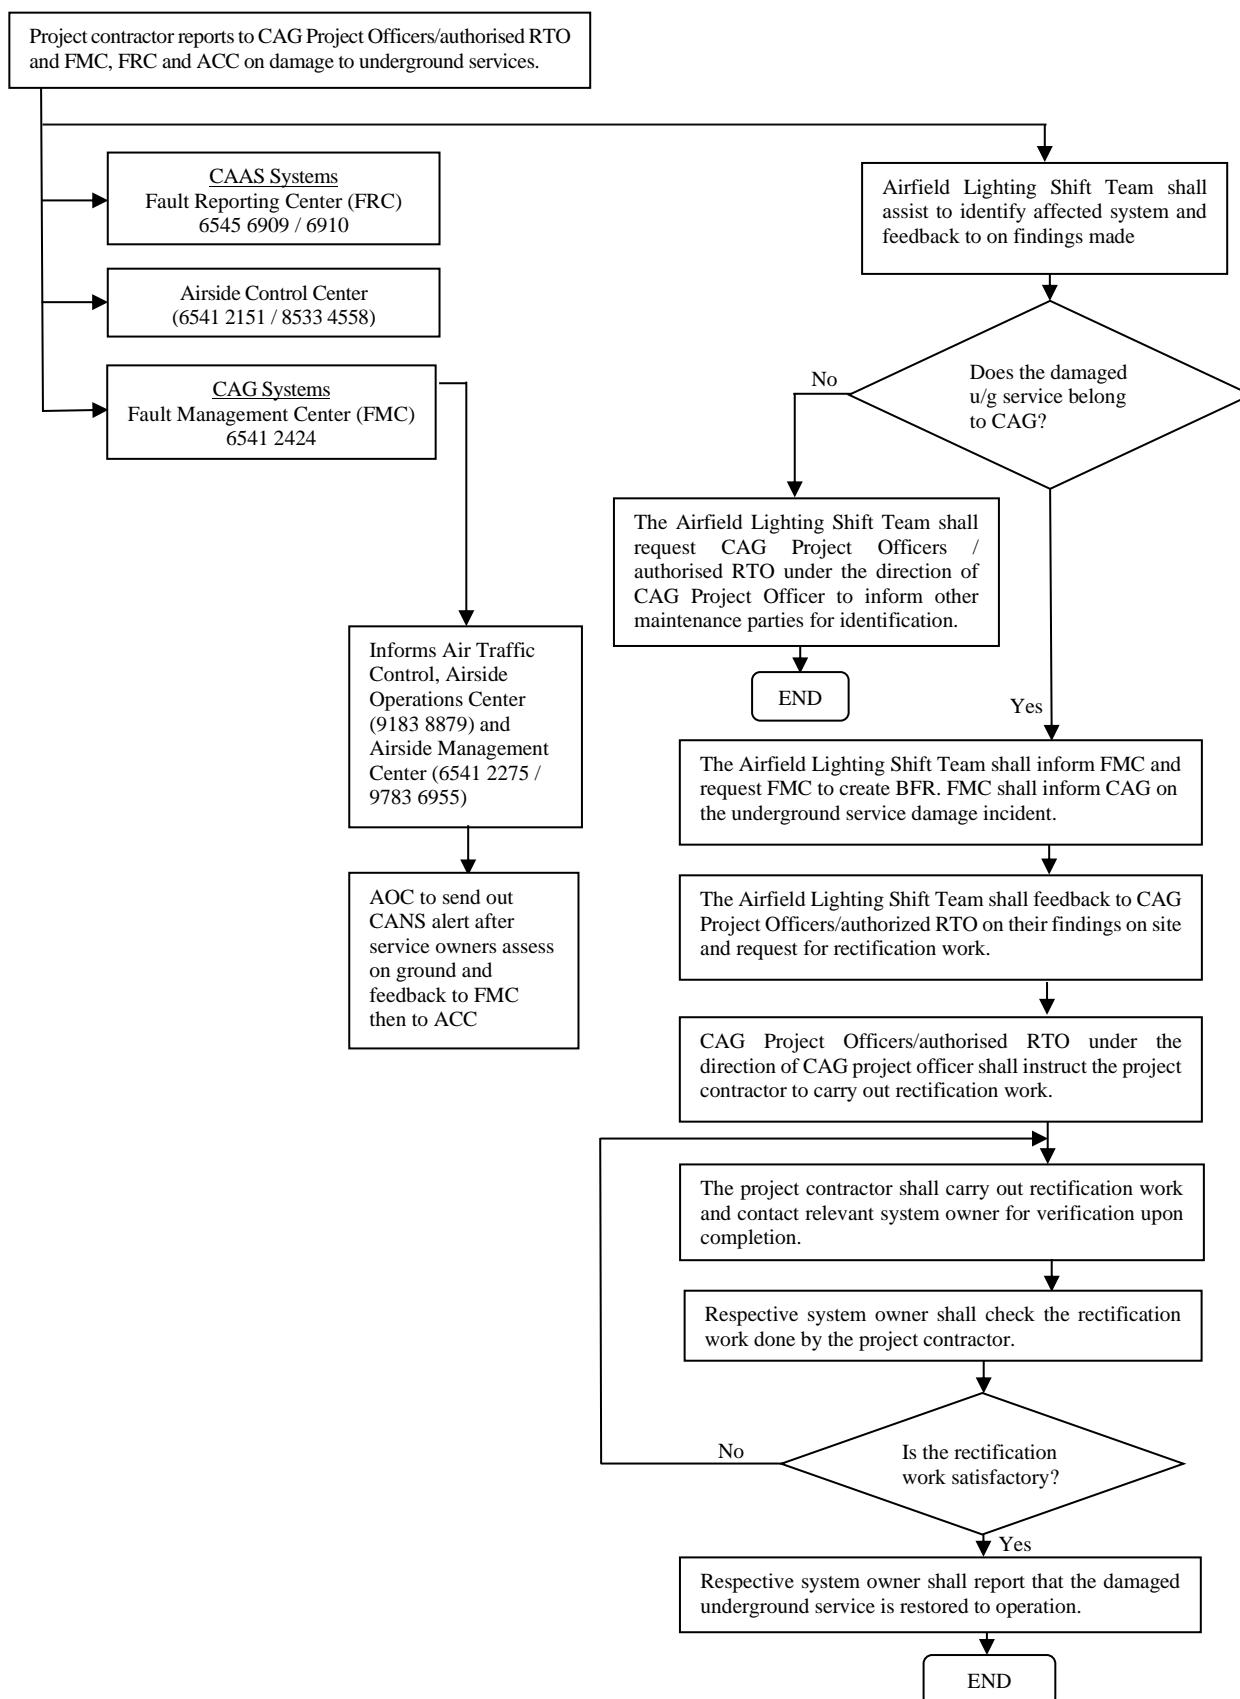 Project contractor reports to CAG Project Officers/authorised RTO
and FMC, FRC and ACC on damage to underground services.
CAAS Systems
Fault Reporting Center (FRC)
6545 6909 / 6910
Airside Control Center
(6541 2151 / 8533 4558)
CAG Systems
Fault Management Center (FMC)
6541 2424
Informs Air Traffic
Control, Airside
Operations Center
(9183 8879) and
Airside Management
Center (6541 2275 /
9783 6955)
AOC to send out
CANS alert after
service owners assess
on ground and
feedback to FMC
then to ACC
Airfield Lighting Shift Team shall
assist to identify affected system and
feedback to on findings made
Does the damaged
u/g service belong
to CAG?
No
The Airfield Lighting Shift Team shall
request CAG Project Officers /
authorised RTO under the direction of
CAG Project Officer to inform other
maintenance parties for identification.
END
Yes
The Airfield Lighting Shift Team shall inform FMC and
request FMC to create BFR. FMC shall inform CAG on
the underground service damage incident.
The Airfield Lighting Shift Team shall feedback to CAG
Project Officers/authorized RTO on their findings on site
and request for rectification work.
CAG Project Officers/authorised RTO under the
direction of CAG project officer shall instruct the project
contractor to carry out rectification work.
The project contractor shall carry out rectification work
and contact relevant system owner for verification upon
completion.
Respective system owner shall check the rectification
work done by the project contractor.
Is the rectification
work satisfactory?
No
Yes
Respective system owner shall report that the damaged
underground service is restored to operation.
END